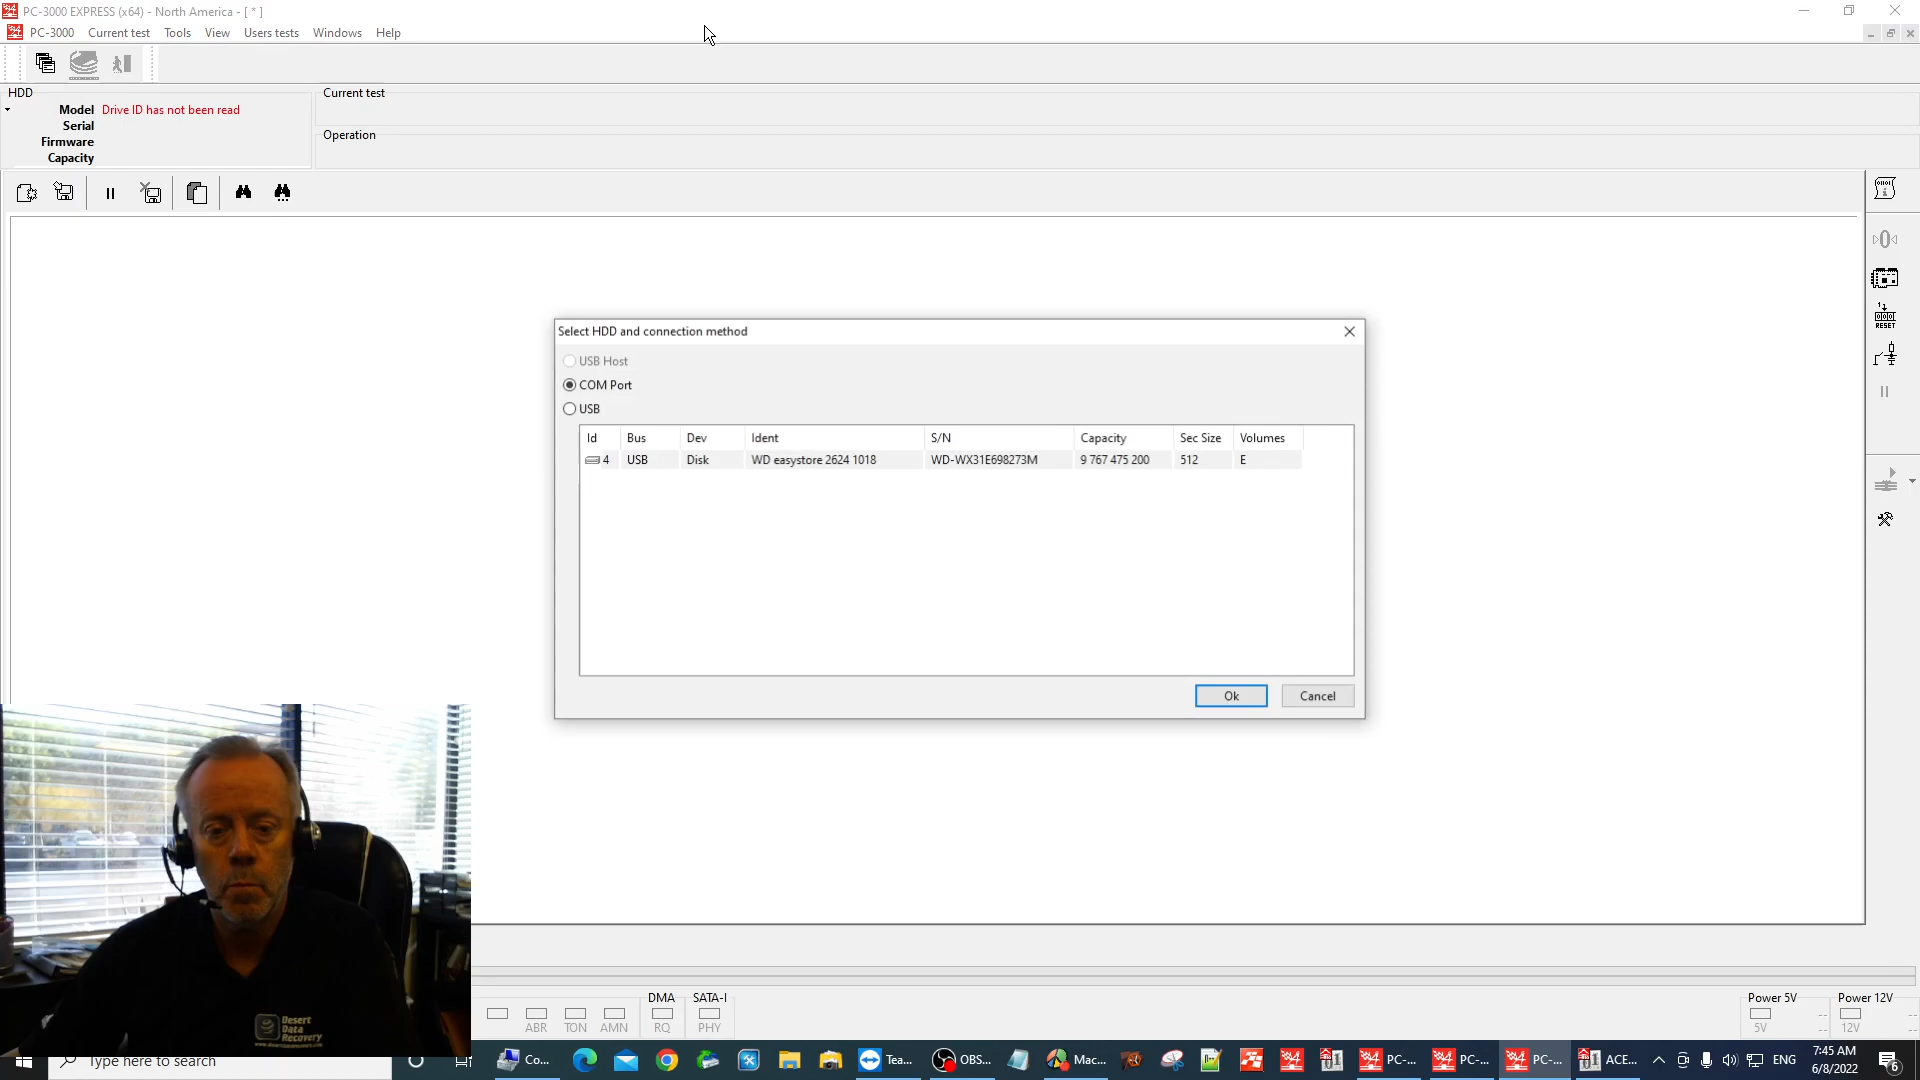 PC-3000 EXPRESS (x64) - North America - [ * ]
PC-3000 Current test Tools View Users tests Windows Help
HDD
Model Drive ID has not been read
Serial
Firmware
Capacity
Current test
Operation
RESET
Select HDD and connection method
USB Host
COM Port
USB
Id Bus Dev Ident S/N Capacity Sec Size Volumes
4 USB Disk WD easystore 2624 1018 WD-WX31E698273M 9 767 475 200 512 E
Ok Cancel
Desert
Data
Recovery
DMA SATA-I
ABR TON AMN RQ PHY
Power 5V Power 12V
5V -- 12V --
Type here to search
Co... Tea... OBS... Mac... PC-... PC-... PC-... ACE... ENG
7:45 AM
6/8/2022
6